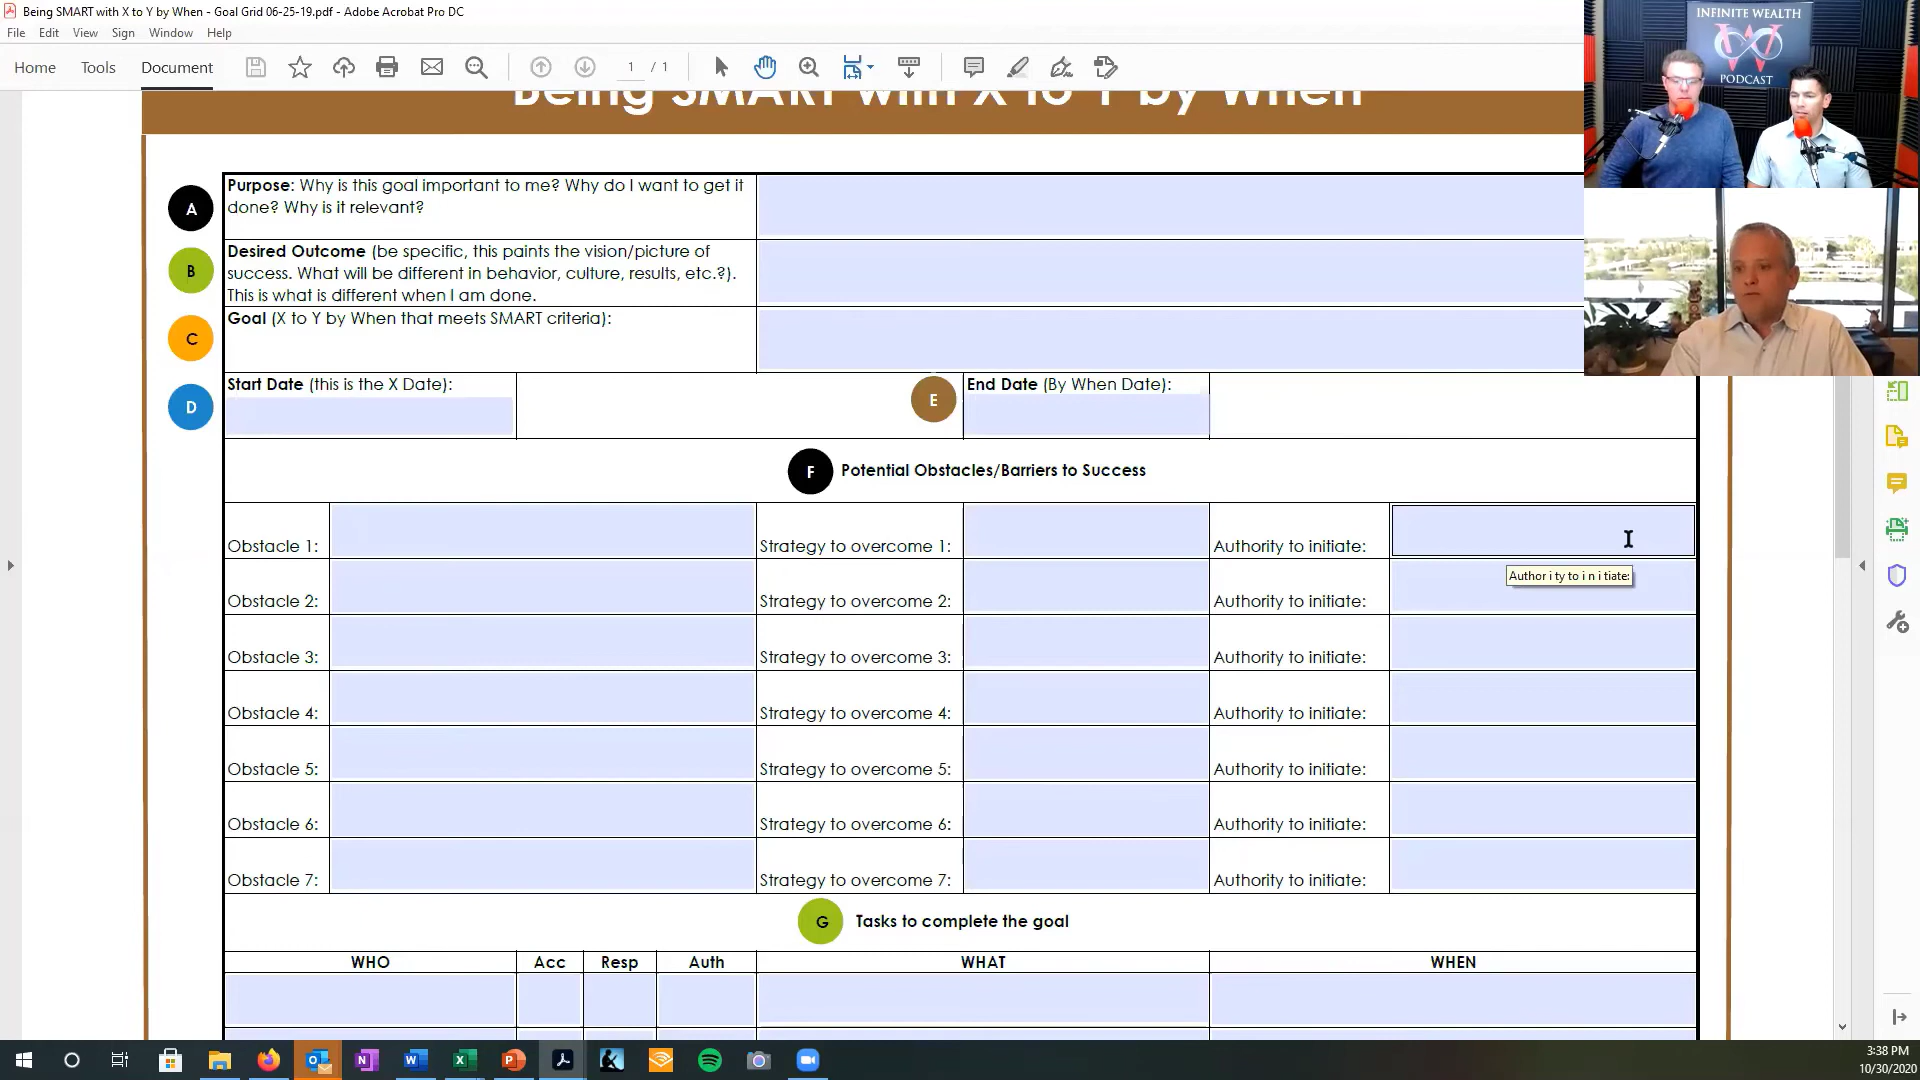 Being SMART with X to Y by When - Goal Grid 06-25-19.pdf - Adobe Acrobat Pro DC
File Edit View Sign Window Help
Home Tools Document 1 / 1
INFINITE WEALTH
PODCAST
Being SMART with X to Y by When
A
Purpose: Why is this goal important to me? Why do I want to get it
done? Why is it relevant?
B
Desired Outcome (be specific, this paints the vision/picture of
success. What will be different in behavior, culture, results, etc.?).
This is what is different when I am done.
C
Goal (X to Y by When that meets SMART criteria):
D
Start Date (this is the X Date):
E
End Date (By When Date):
F Potential Obstacles/Barriers to Success
Obstacle 1: Strategy to overcome 1: Authority to initiate:
Author i ty to i n i tiate:
Obstacle 2: Strategy to overcome 2: Authority to initiate:
Obstacle 3: Strategy to overcome 3: Authority to initiate:
Obstacle 4: Strategy to overcome 4: Authority to initiate:
Obstacle 5: Strategy to overcome 5: Authority to initiate:
Obstacle 6: Strategy to overcome 6: Authority to initiate:
Obstacle 7: Strategy to overcome 7: Authority to initiate:
G Tasks to complete the goal
WHO Acc Resp Auth WHAT WHEN
3:38 PM
10/30/2020